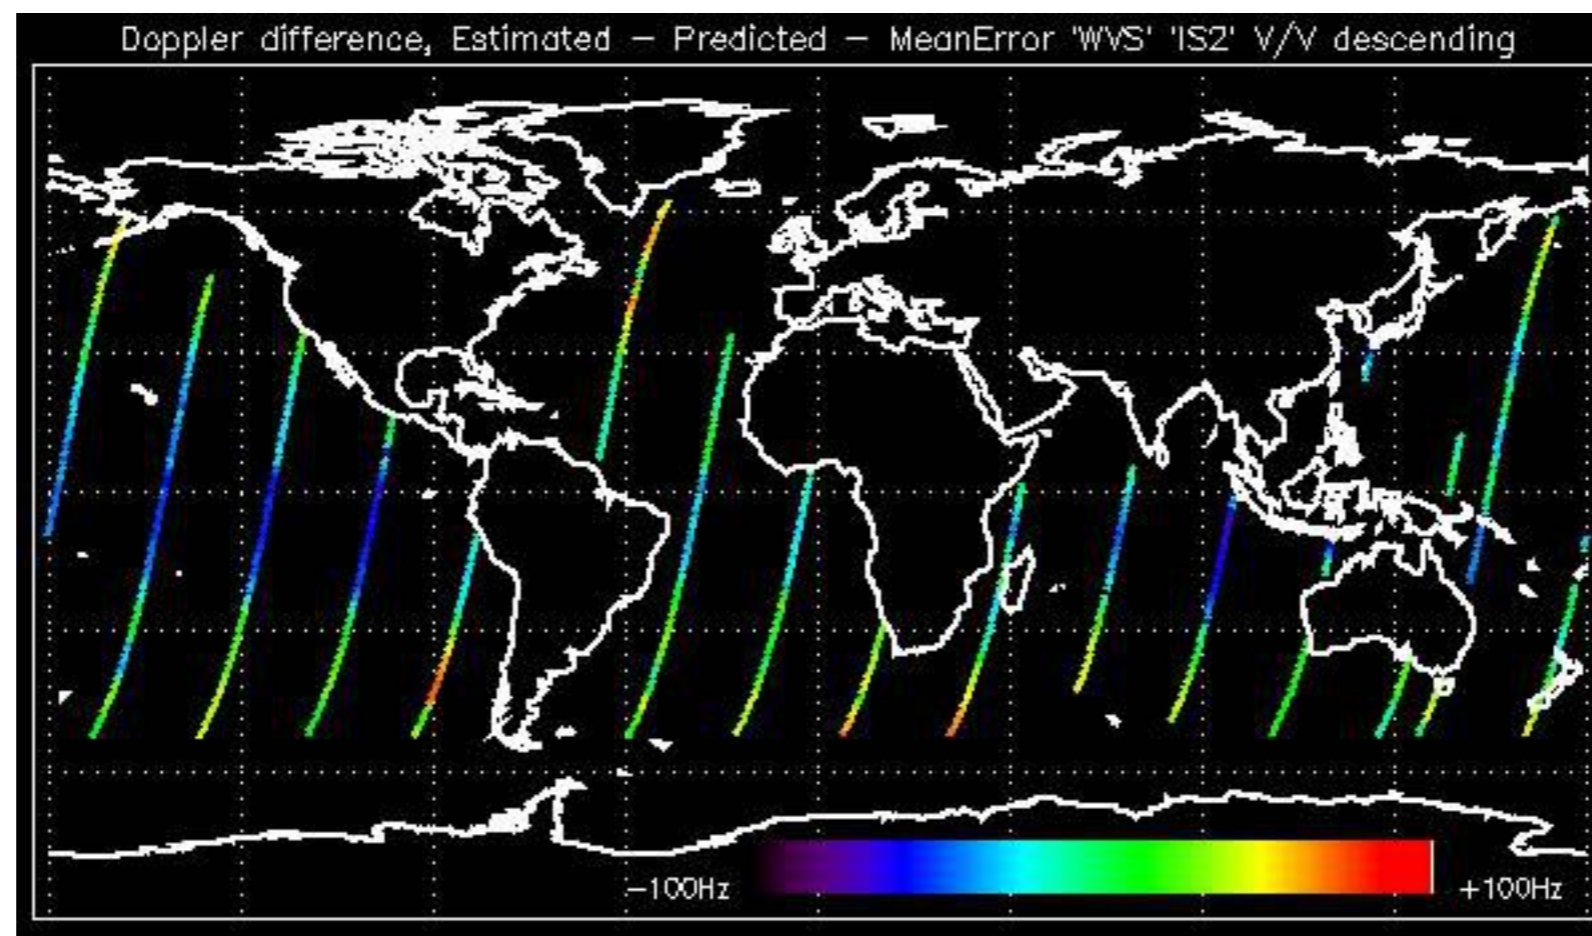 Doppler difference, Estimated − Predicted − MeanError 'WVS' 'IS2' V/V descending
−100Hz +100Hz